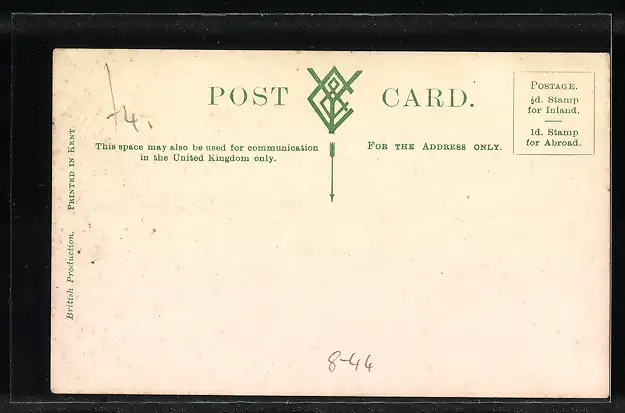 POST CARD.
POSTAGE.
½d. Stamp
for Inland.
1d. Stamp
for Abroad.
This space may also be used for communication
in the United Kingdom only.
FOR THE ADDRESS ONLY.
British Production. PRINTED IN KENT.
8-44